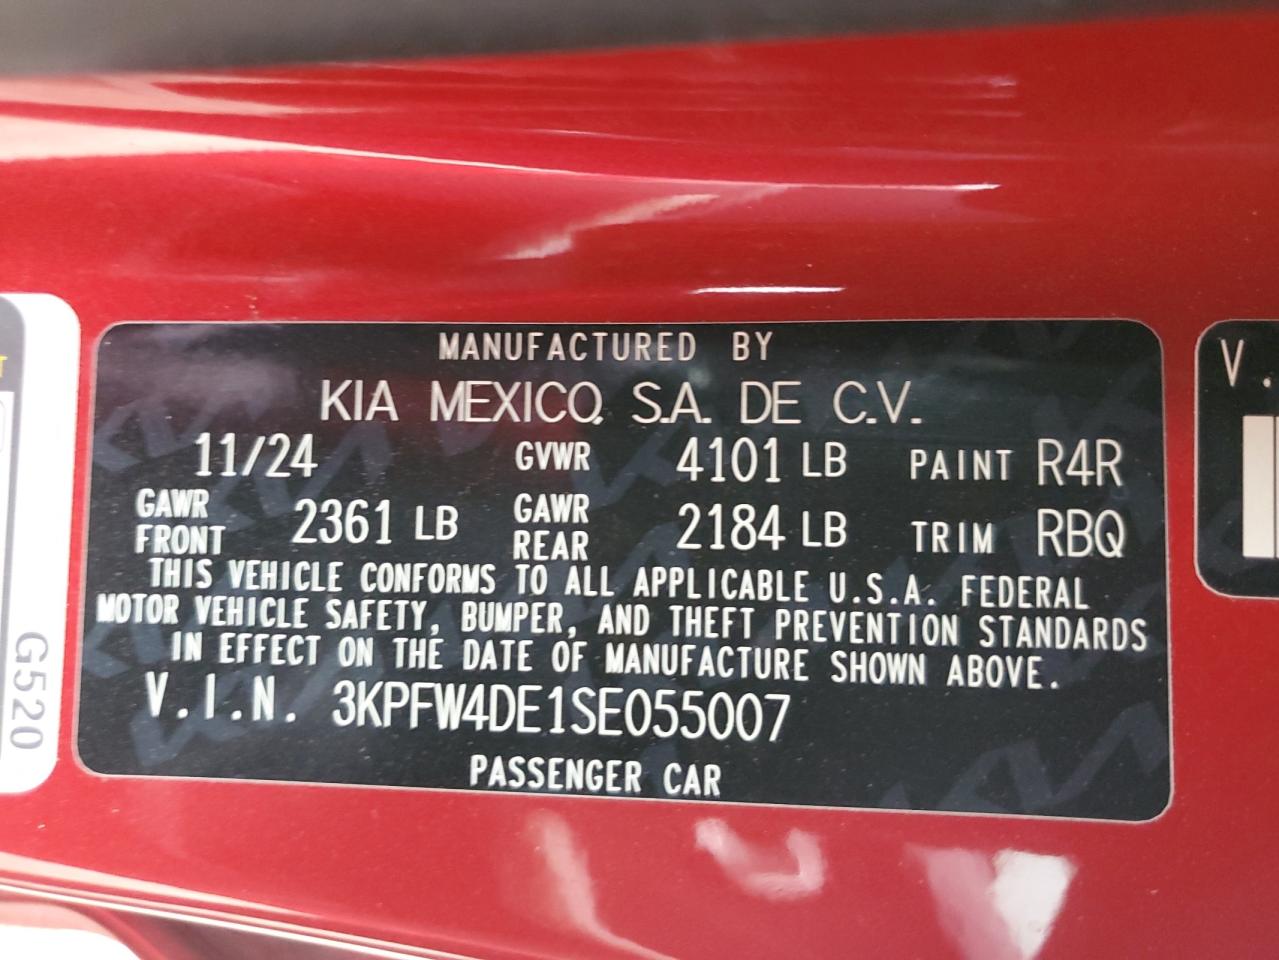 MANUFACTURED BY
KIA MEXICO, S.A. DE C.V.
11/24 GVWR 4101 LB PAINT R4R
GAWR FRONT 2361 LB GAWR REAR 2184 LB TRIM RBQ
THIS VEHICLE CONFORMS TO ALL APPLICABLE U.S.A. FEDERAL
MOTOR VEHICLE SAFETY, BUMPER, AND THEFT PREVENTION STANDARDS
IN EFFECT ON THE DATE OF MANUFACTURE SHOWN ABOVE.
V.I.N. 3KPFW4DE1SE055007
PASSENGER CAR
G520
V.